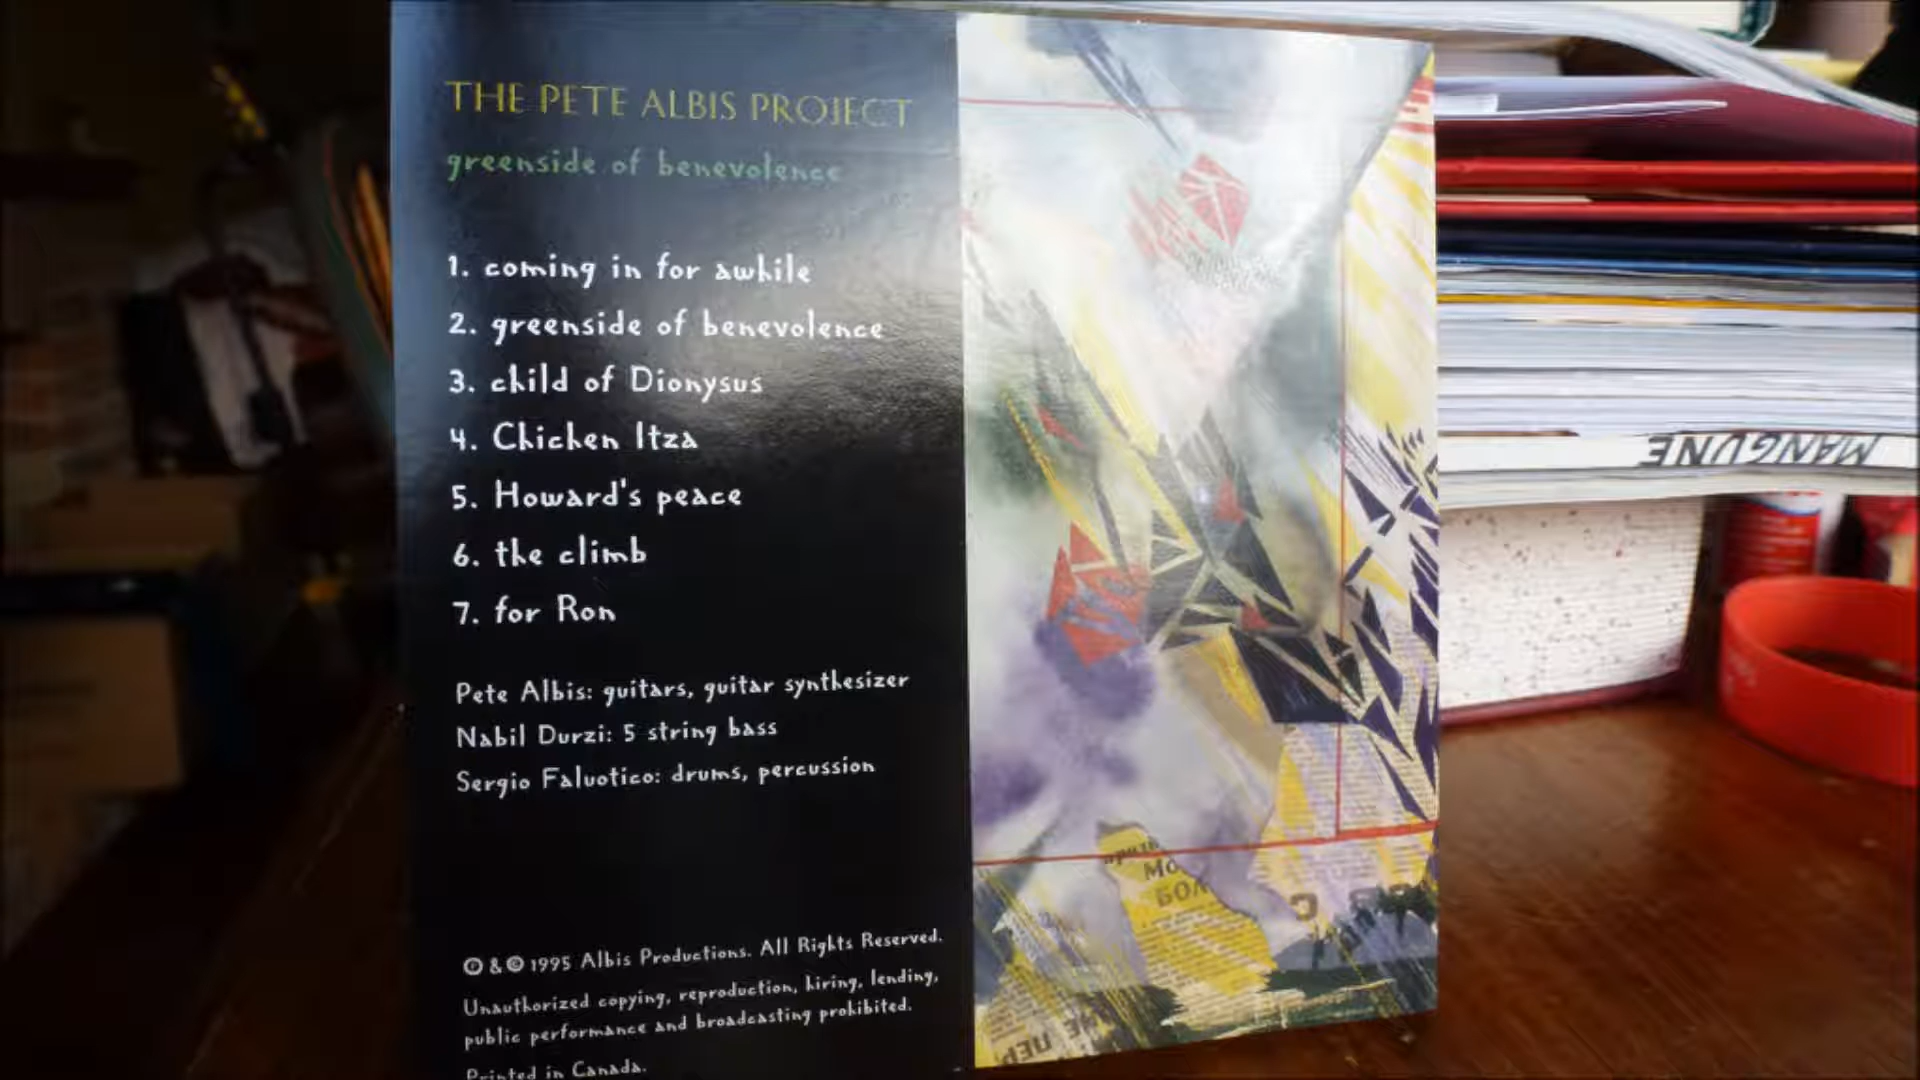 THE PETE ALBIS PROJECT
greenside of benevolence
1. coming in for awhile
2. greenside of benevolence
3. child of Dionysus
4. Chichen Itza
5. Howard's peace
6. the climb
7. for Ron
Pete Albis: guitars, guitar synthesizer
Nabil Durzi: 5 string bass
Sergio Faluotico: drums, percussion
℗ & © 1995 Albis Productions. All Rights Reserved.
Unauthorized copying, reproduction, hiring, lending,
public performance and broadcasting prohibited.
Printed in Canada.
MANGUNE